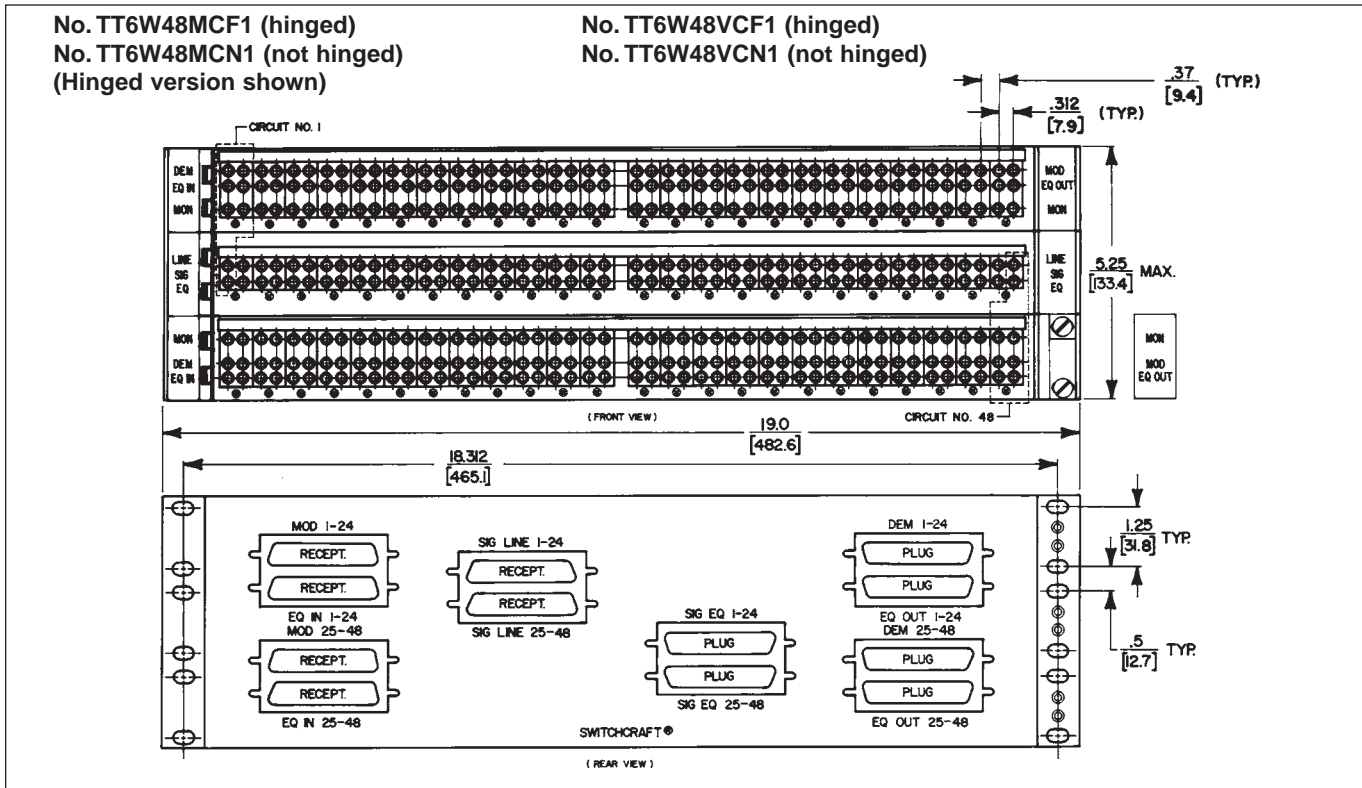 No. TT6W48MCF1 (hinged)
No. TT6W48MCN1 (not hinged)
(Hinged version shown)
No. TT6W48VCF1 (hinged)
No. TT6W48VCN1 (not hinged)
.37
[9.4]
(TYP.)
.312
[7.9]
(TYP.)
CIRCUIT NO. 1
DEM
EQ IN
MON
MOD
EQ OUT
MON
LINE
SIG
EQ
LINE
SIG
EQ
5.25
[133.4]
MAX.
MON
DEM
EQ IN
MON
MOD
EQ OUT
(FRONT VIEW)
CIRCUIT NO. 48
19.0
[482.6]
18.312
[465.1]
MOD 1-24
RECEPT.
RECEPT.
EQ IN 1-24
MOD 25-48
RECEPT.
RECEPT.
EQ IN 25-48
SIG LINE 1-24
RECEPT.
RECEPT.
SIG LINE 25-48
SIG EQ 1-24
PLUG
PLUG
SIG EQ 25-48
DEM 1-24
PLUG
PLUG
EQ OUT 1-24
DEM 25-48
PLUG
PLUG
EQ OUT 25-48
1.25
[31.8]
TYP.
.5
[12.7]
TYP.
SWITCHCRAFT®
(REAR VIEW)